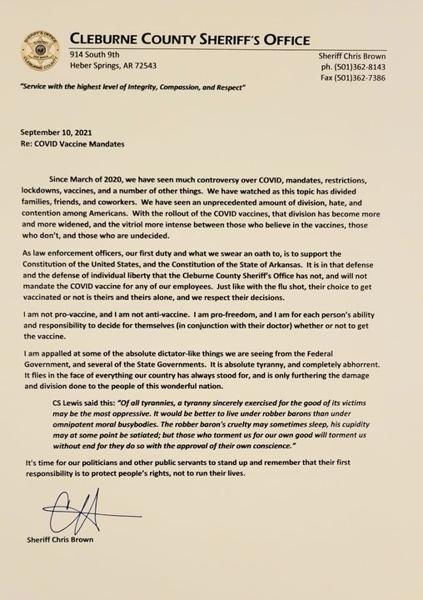 CLEBURNE COUNTY SHERIFF'S OFFICE
914 South 9th
Heber Springs, AR 72543
Sheriff Chris Brown
ph. (501)362-8143
Fax (501)362-7386
"Service with the highest level of Integrity, Compassion, and Respect"
September 10, 2021
Re: COVID Vaccine Mandates
Since March of 2020, we have seen much controversy over COVID, mandates, restrictions,
lockdowns, vaccines, and a number of other things. We have watched as this topic has divided
families, friends, and coworkers. We have seen an unprecedented amount of division, hate, and
contention among Americans. With the rollout of the COVID vaccines, that division has become more
and more widened, and the vitriol more intense between those who believe in the vaccines, those
who don't, and those who are undecided.
As law enforcement officers, our first duty and what we swear an oath to, is to support the
Constitution of the United States, and the Constitution of the State of Arkansas. It is in that defense
and the defense of individual liberty that the Cleburne County Sheriff's Office has not, and will not
mandate the COVID vaccine for any of our employees. Just like with the flu shot, their choice to get
vaccinated or not is theirs and theirs alone, and we respect their decisions.
I am not pro-vaccine, and I am not anti-vaccine. I am pro-freedom, and I am for each person's ability
and responsibility to decide for themselves (in conjunction with their doctor) whether or not to get
the vaccine.
I am appalled at some of the absolute dictator-like things we are seeing from the Federal
Government, and several of the State Governments. It is absolute tyranny, and completely abhorrent.
It flies in the face of everything our country has always stood for, and is only furthering the damage
and division done to the people of this wonderful nation.
CS Lewis said this: "Of all tyrannies, a tyranny sincerely exercised for the good of its victims
may be the most oppressive. It would be better to live under robber barons than under
omnipotent moral busybodies. The robber baron's cruelty may sometimes sleep, his cupidity
may at some point be satiated; but those who torment us for our own good will torment us
without end for they do so with the approval of their own conscience."
It's time for our politicians and other public servants to stand up and remember that their first
responsibility is to protect people's rights, not to run their lives.
Sheriff Chris Brown